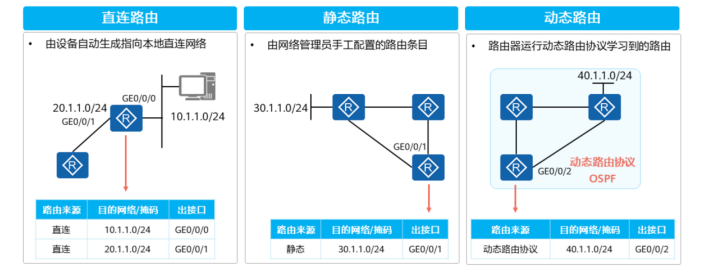 直连路由
静态路由
动态路由
• 由设备自动生成指向本地直连网络
GE0/0/0
20.1.1.0/24
GE0/0/1
10.1.1.0/24
R
R
路由来源 目的网络/掩码 出接口
直连 10.1.1.0/24 GE0/0/0
直连 20.1.1.0/24 GE0/0/1
• 由网络管理员手工配置的路由条目
30.1.1.0/24
R
R
GE0/0/1
R
路由来源 目的网络/掩码 出接口
静态 30.1.1.0/24 GE0/0/1
• 路由器运行动态路由协议学习到的路由
40.1.1.0/24
R
R
R
GE0/0/2
动态路由协议
OSPF
路由来源 目的网络/掩码 出接口
动态路由协议 40.1.1.0/24 GE0/0/2